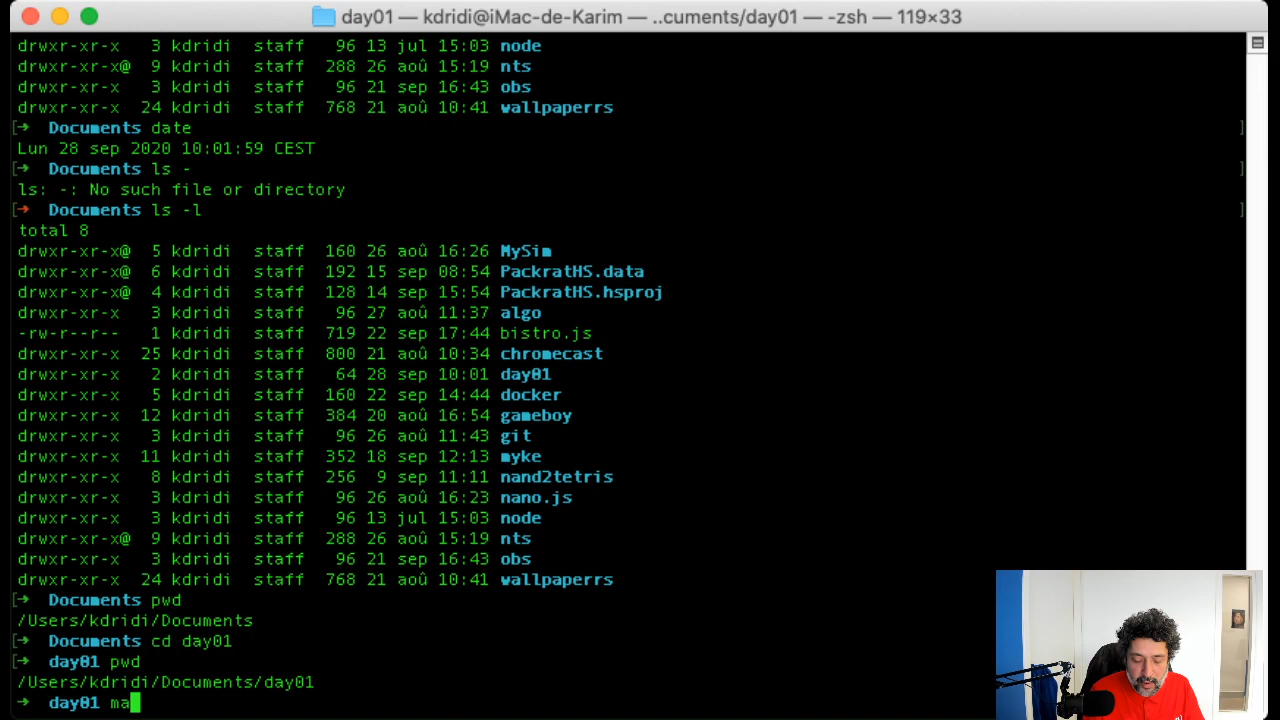 day01 — kdridi@iMac-de-Karim — ..cuments/day01 — -zsh — 119×33
drwxr-xr-x   3 kdridi  staff   96 13 jul 15:03 node
drwxr-xr-x@  9 kdridi  staff  288 26 aoû 15:19 nts
drwxr-xr-x   3 kdridi  staff   96 21 sep 16:43 obs
drwxr-xr-x  24 kdridi  staff  768 21 aoû 10:41 wallpaperrs
[➜  Documents date ]
Lun 28 sep 2020 10:01:59 CEST
[➜  Documents ls - ]
ls: -: No such file or directory
[➜  Documents ls -l ]
total 8
drwxr-xr-x@  5 kdridi  staff  160 26 aoû 16:26 MySim
drwxr-xr-x@  6 kdridi  staff  192 15 sep 08:54 PackratHS.data
drwxr-xr-x@  4 kdridi  staff  128 14 sep 15:54 PackratHS.hsproj
drwxr-xr-x   3 kdridi  staff   96 27 aoû 11:37 algo
-rw-r--r--   1 kdridi  staff  719 22 sep 17:44 bistro.js
drwxr-xr-x  25 kdridi  staff  800 21 aoû 10:34 chromecast
drwxr-xr-x   2 kdridi  staff   64 28 sep 10:01 day01
drwxr-xr-x   5 kdridi  staff  160 22 sep 14:44 docker
drwxr-xr-x  12 kdridi  staff  384 20 aoû 16:54 gameboy
drwxr-xr-x   3 kdridi  staff   96 26 aoû 11:43 git
drwxr-xr-x  11 kdridi  staff  352 18 sep 12:13 myke
drwxr-xr-x   8 kdridi  staff  256  9 sep 11:11 nand2tetris
drwxr-xr-x   3 kdridi  staff   96 26 aoû 16:23 nano.js
drwxr-xr-x   3 kdridi  staff   96 13 jul 15:03 node
drwxr-xr-x@  9 kdridi  staff  288 26 aoû 15:19 nts
drwxr-xr-x   3 kdridi  staff   96 21 sep 16:43 obs
drwxr-xr-x  24 kdridi  staff  768 21 aoû 10:41 wallpaperrs
[➜  Documents pwd
/Users/kdridi/Documents
[➜  Documents cd day01
[➜  day01 pwd
/Users/kdridi/Documents/day01
➜  day01 ma